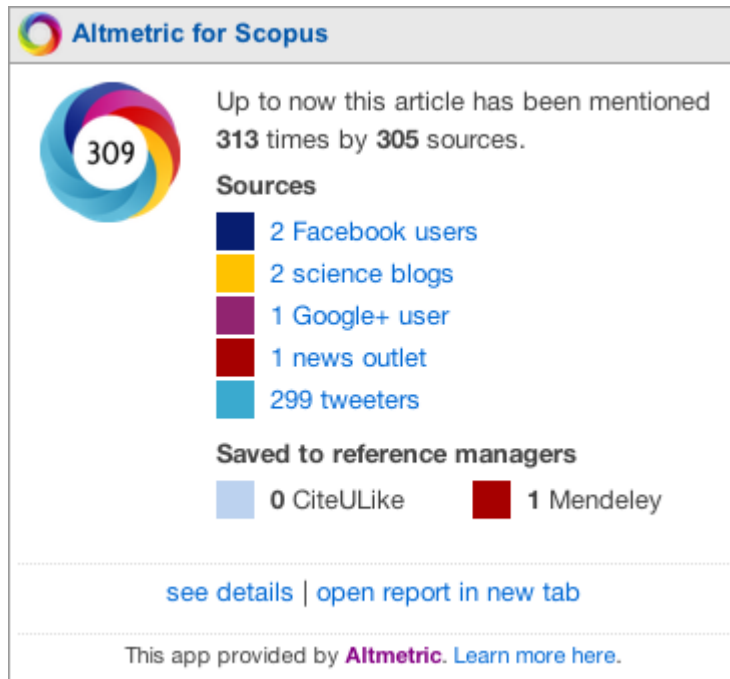 Altmetric for Scopus
309
Up to now this article has been mentioned
313 times by 305 sources.
Sources
2 Facebook users
2 science blogs
1 Google+ user
1 news outlet
299 tweeters
Saved to reference managers
0 CiteULike 1 Mendeley
see details | open report in new tab
This app provided by Altmetric. Learn more here.